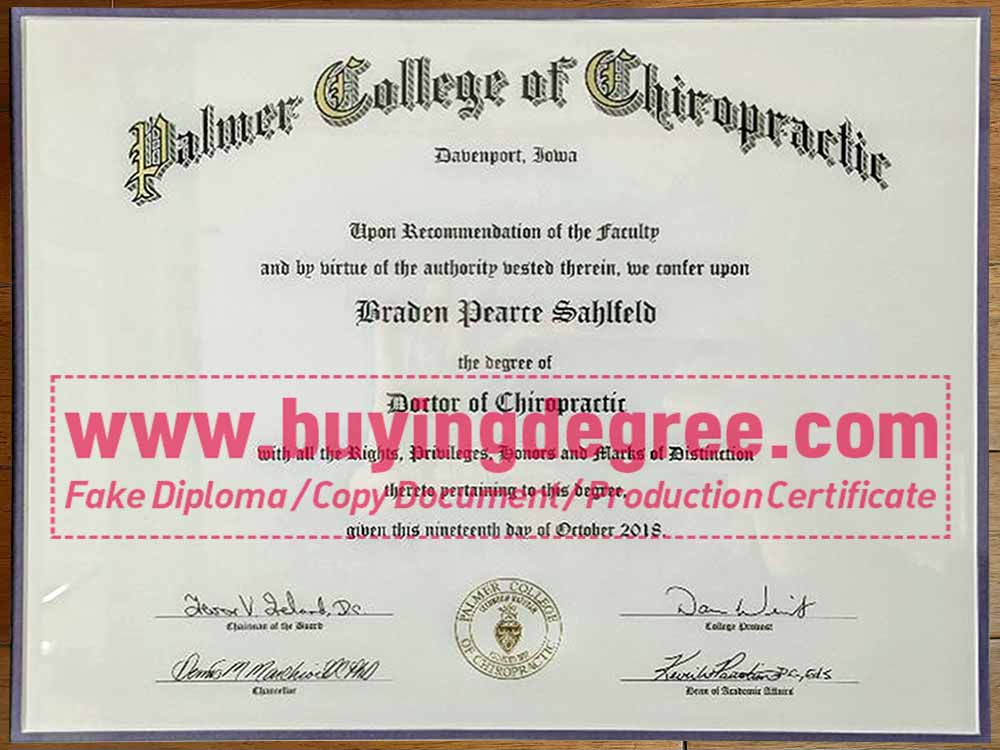 Palmer College of Chiropractic
Davenport, Iowa
Upon Recommendation of the Faculty
and by virtue of the authority vested therein, we confer upon
Braden Pearce Sahlfeld
the degree of
Doctor of Chiropractic
www.buyingdegree.com
with all the Rights, Privileges, Honors and Marks of Distinction
Fake Diploma / Copy Document / Production Certificate
thereto pertaining to this degree,
given this nineteenth day of October 2018.
Chairman of the Board
College Provost
PALMER COLLEGE
OF CHIROPRACTIC
Chancellor
Dean of Academic Affairs